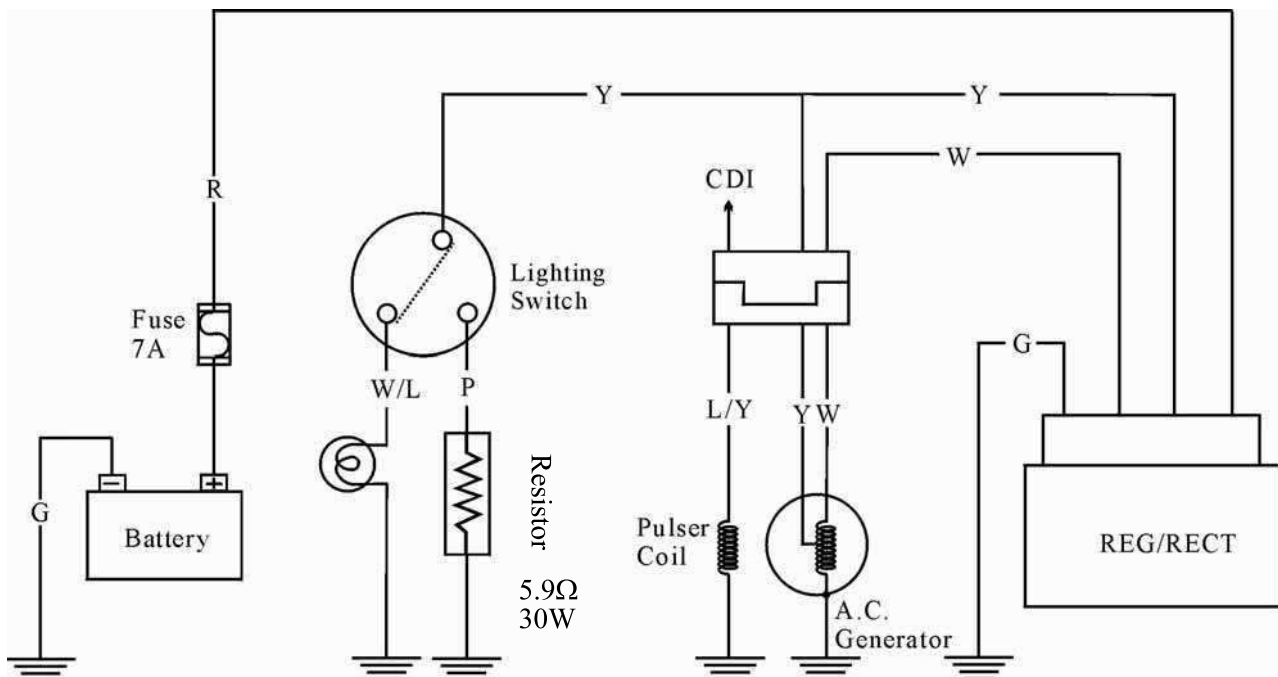 Y
Y
W
CDI
R
Lighting
Switch
Fuse
7A
G
W/L
P
L/Y
Y W
G
Resistor
5.9Ω
30W
Pulser
Coil
Battery
REG/RECT
A.C.
Generator